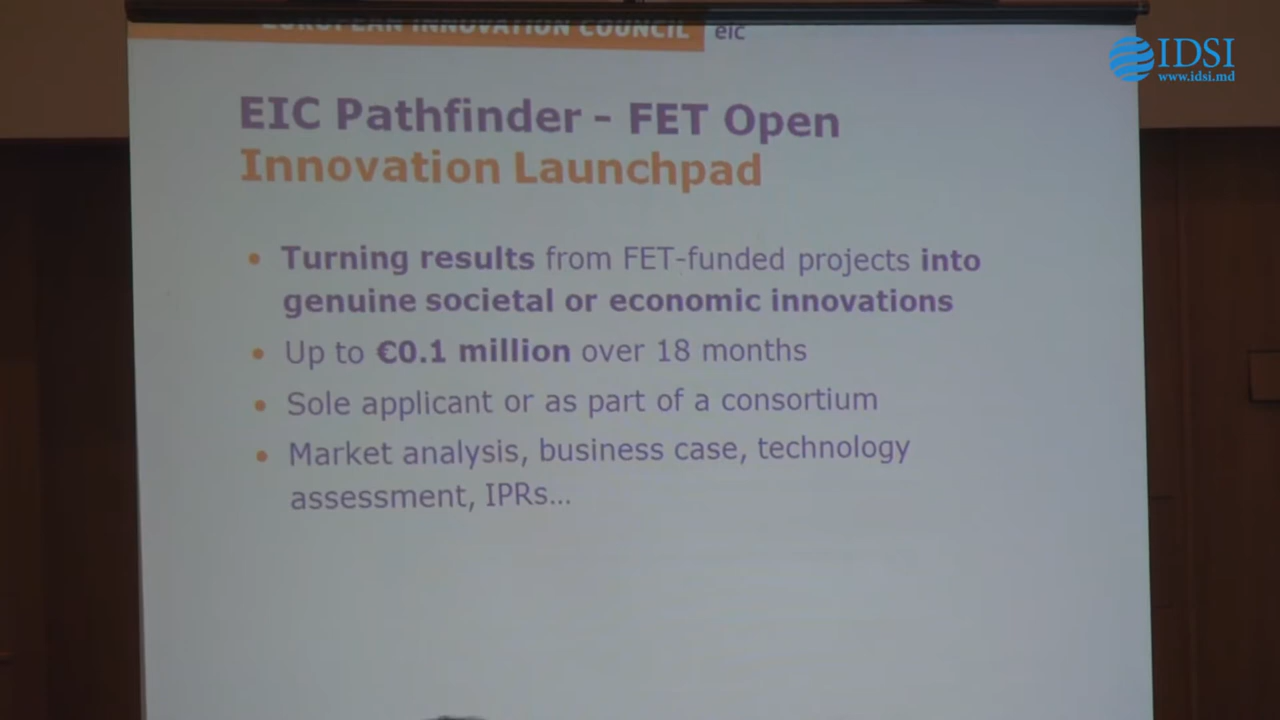 EUROPEAN INNOVATION COUNCIL eic
IDSI
www.idsi.md
EIC Pathfinder - FET Open
Innovation Launchpad
• Turning results from FET-funded projects into
genuine societal or economic innovations
• Up to €0.1 million over 18 months
• Sole applicant or as part of a consortium
• Market analysis, business case, technology
assessment, IPRs...